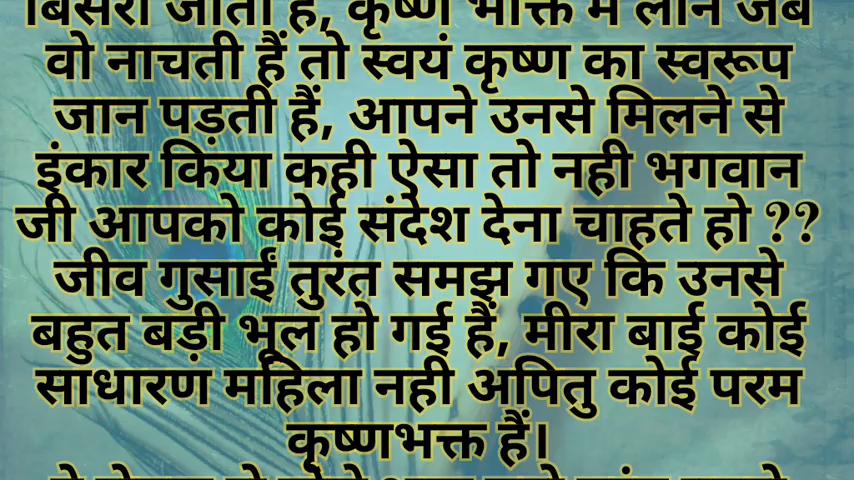 बिसरा जाता है, कृष्ण भक्ति में लीन जब
वो नाचती हैं तो स्वयं कृष्ण का स्वरूप
जान पड़ती हैं, आपने उनसे मिलने से
इंकार किया कही ऐसा तो नही भगवान
जी आपको कोई संदेश देना चाहते हो ??
जीव गुसाईं तुरंत समझ गए कि उनसे
बहुत बड़ी भूल हो गई हैं, मीरा बाई कोई
साधारण महिला नही अपितु कोई परम
कृष्णभक्त हैं।